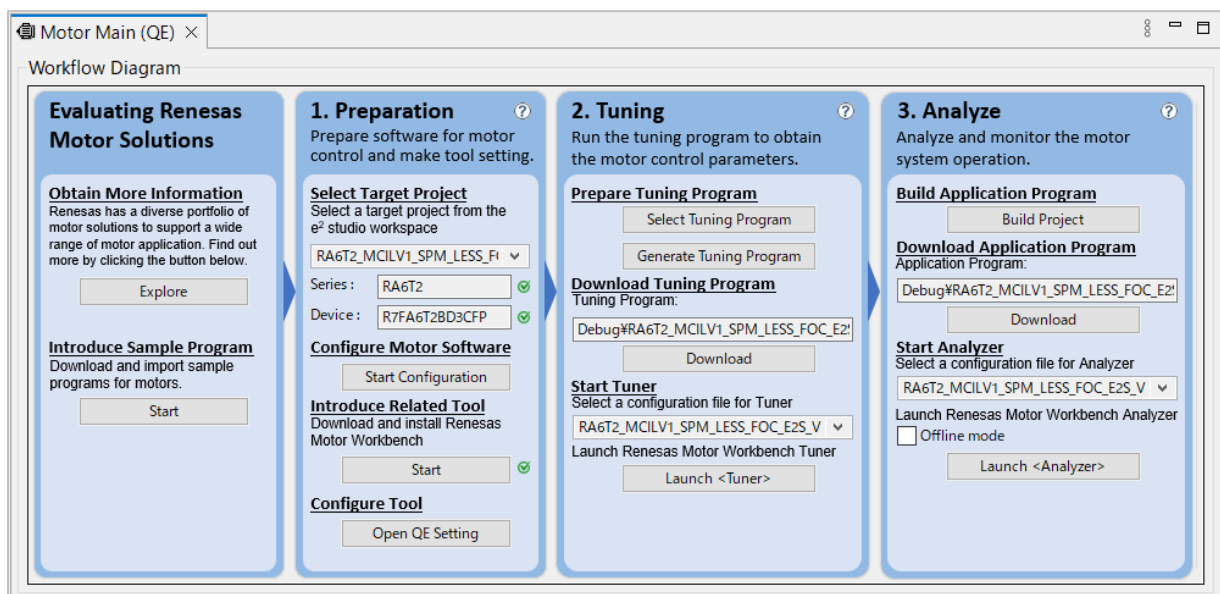 Motor Main (QE)
Workflow Diagram
Evaluating Renesas
Motor Solutions
Obtain More Information
Renesas has a diverse portfolio of
motor solutions to support a wide
range of motor application. Find out
more by clicking the button below.
Explore
Introduce Sample Program
Download and import sample
programs for motors.
Start
1. Preparation ?
Prepare software for motor
control and make tool setting.
Select Target Project
Select a target project from the
e² studio workspace
RA6T2_MCILV1_SPM_LESS_F
Series : RA6T2
Device : R7FA6T2BD3CFP
Configure Motor Software
Start Configuration
Introduce Related Tool
Download and install Renesas
Motor Workbench
Start
Configure Tool
Open QE Setting
2. Tuning ?
Run the tuning program to obtain
the motor control parameters.
Prepare Tuning Program
Select Tuning Program
Generate Tuning Program
Download Tuning Program
Tuning Program:
Debug¥RA6T2_MCILV1_SPM_LESS_FOC_E2
Download
Start Tuner
Select a configuration file for Tuner
RA6T2_MCILV1_SPM_LESS_FOC_E2S_V
Launch Renesas Motor Workbench Tuner
Launch <Tuner>
3. Analyze ?
Analyze and monitor the motor
system operation.
Build Application Program
Build Project
Download Application Program
Application Program:
Debug¥RA6T2_MCILV1_SPM_LESS_FOC_E2
Download
Start Analyzer
Select a configuration file for Analyzer
RA6T2_MCILV1_SPM_LESS_FOC_E2S_V
Launch Renesas Motor Workbench Analyzer
Offline mode
Launch <Analyzer>